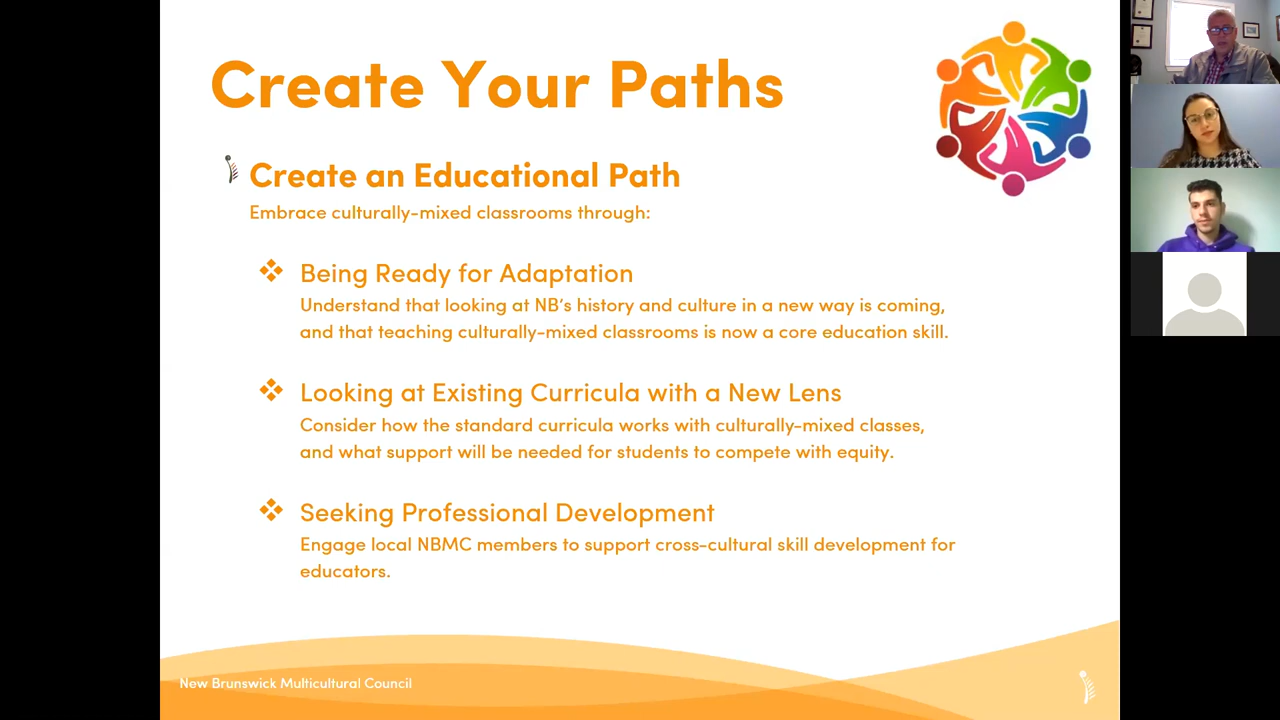 Create Your Paths
Create an Educational Path
Embrace culturally-mixed classrooms through:
Being Ready for Adaptation
Understand that looking at NB's history and culture in a new way is coming,
and that teaching culturally-mixed classrooms is now a core education skill.
Looking at Existing Curricula with a New Lens
Consider how the standard curricula works with culturally-mixed classes,
and what support will be needed for students to compete with equity.
Seeking Professional Development
Engage local NBMC members to support cross-cultural skill development for
educators.
New Brunswick Multicultural Council